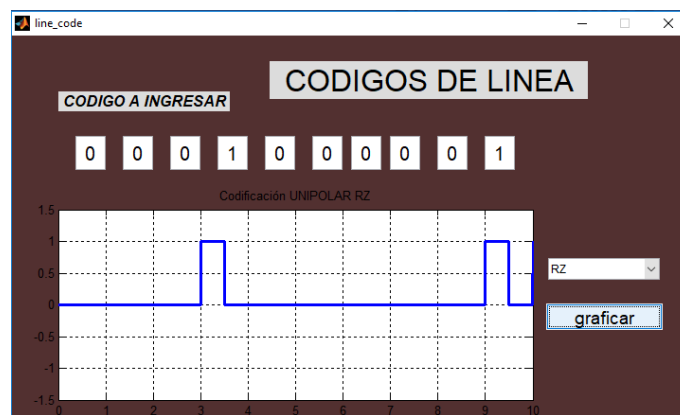 line_code
CODIGOS DE LINEA
CODIGO A INGRESAR
0 0 0 1 0 0 0 0 0 1
Codificación UNIPOLAR RZ
1.5
1
0.5
0
-0.5
-1
-1.5
0 1 2 3 4 5 6 7 8 9 10
RZ
graficar